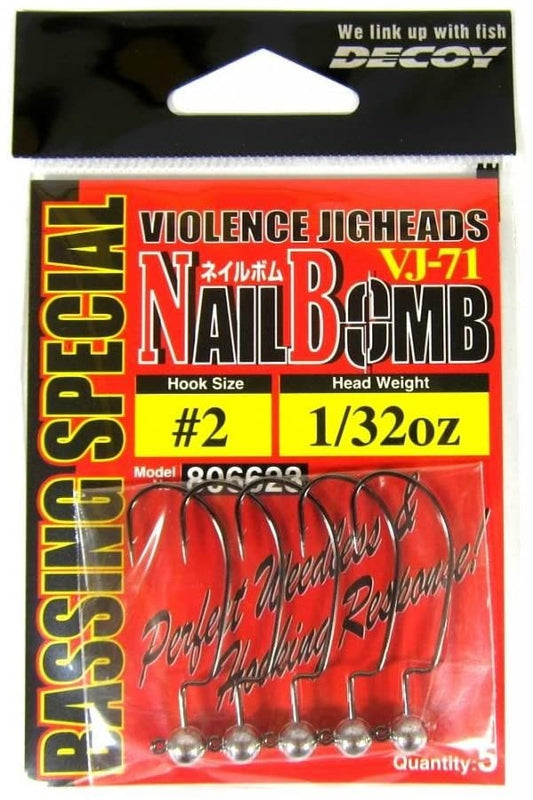 We link up with fish
DECOY
BASSING SPECIAL
VIOLENCE JIGHEADS
ネイルボム
VJ-71
NAIL BOMB
Hook Size
Head Weight
#2
1/32oz
Model
806623
Perfect Weedless &
Hooking Response!
Quantity:5